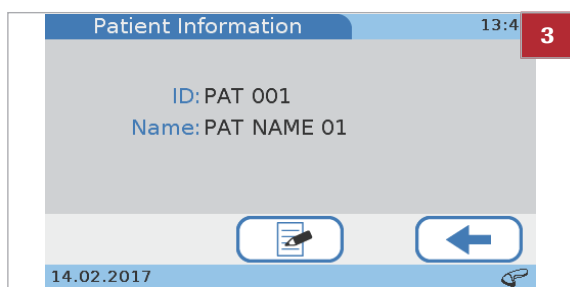 Patient Information 13:4
3
ID: PAT 001
Name: PAT NAME 01
14.02.2017